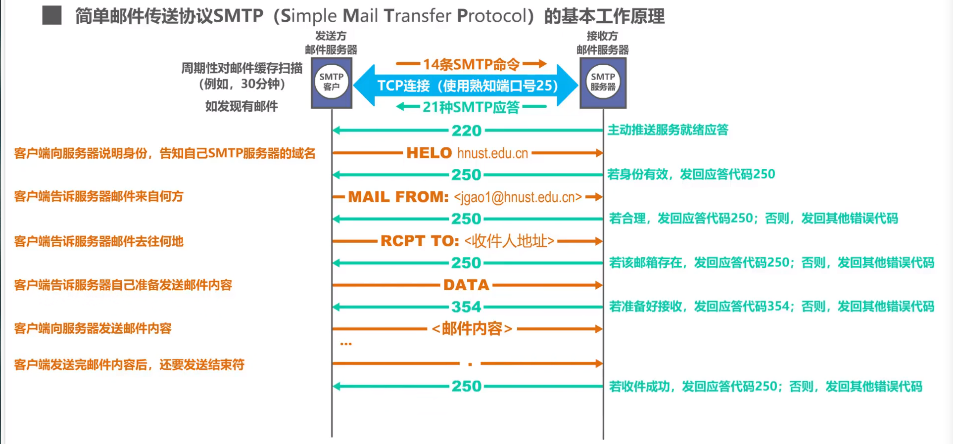 ■ 简单邮件传送协议SMTP（Simple Mail Transfer Protocol）的基本工作原理
发送方
邮件服务器
接收方
邮件服务器
周期性对邮件缓存扫描
（例如，30分钟）
如发现有邮件
SMTP
客户
14条SMTP命令
TCP连接（使用熟知端口号25）
21种SMTP应答
SMTP
服务器
220
主动推送服务就绪应答
客户端向服务器说明身份，告知自己SMTP服务器的域名
HELO hnust.edu.cn
250
若身份有效，发回应答代码250
客户端告诉服务器邮件来自何方
MAIL FROM: <jgao1@hnust.edu.cn>
250
若合理，发回应答代码250；否则，发回其他错误代码
客户端告诉服务器邮件去往何地
RCPT TO: <收件人地址>
250
若该邮箱存在，发回应答代码250；否则，发回其他错误代码
客户端告诉服务器自己准备发送邮件内容
DATA
354
若准备好接收，发回应答代码354；否则，发回其他错误代码
客户端向服务器发送邮件内容
<邮件内容>
...
客户端发送完邮件内容后，还要发送结束符
.
250
若收件成功，发回应答代码250；否则，发回其他错误代码